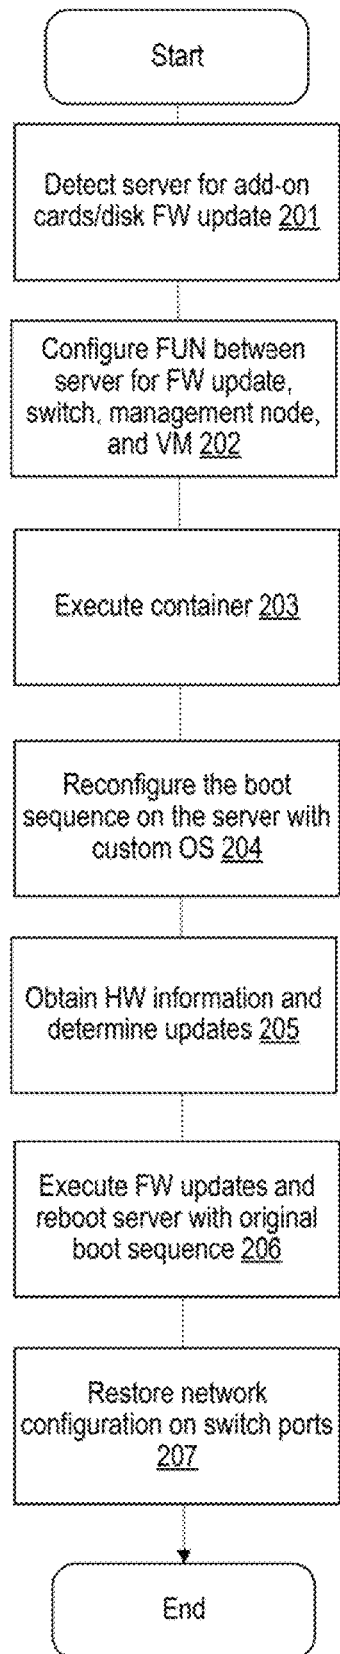 Start
Detect server for add-on
cards/disk FW update 201
Configure FUN between
server for FW update,
switch, management node,
and VM 202
Execute container 203
Reconfigure the boot
sequence on the server with
custom OS 204
Obtain HW information and
determine updates 205
Execute FW updates and
reboot server with original
boot sequence 206
Restore network
configuration on switch ports
207
End